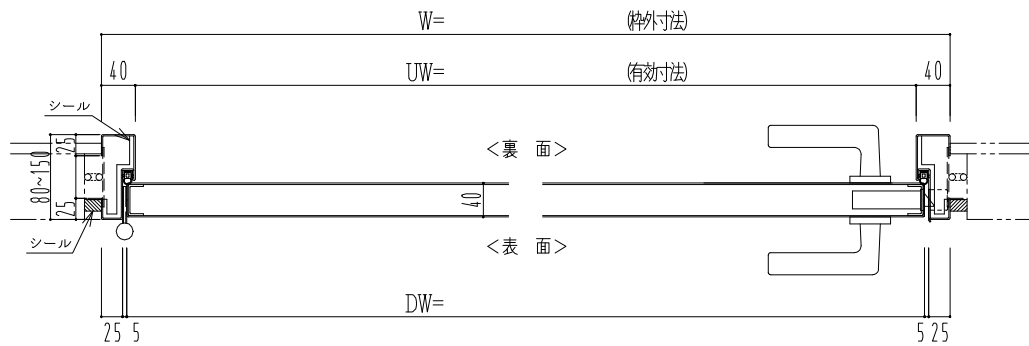 W= (枠外寸法)
40 UW= (有効寸法) 40
シール
25
80~150
25
<裏 面>
40
シール
<表 面>
DW=
25 5 5 25